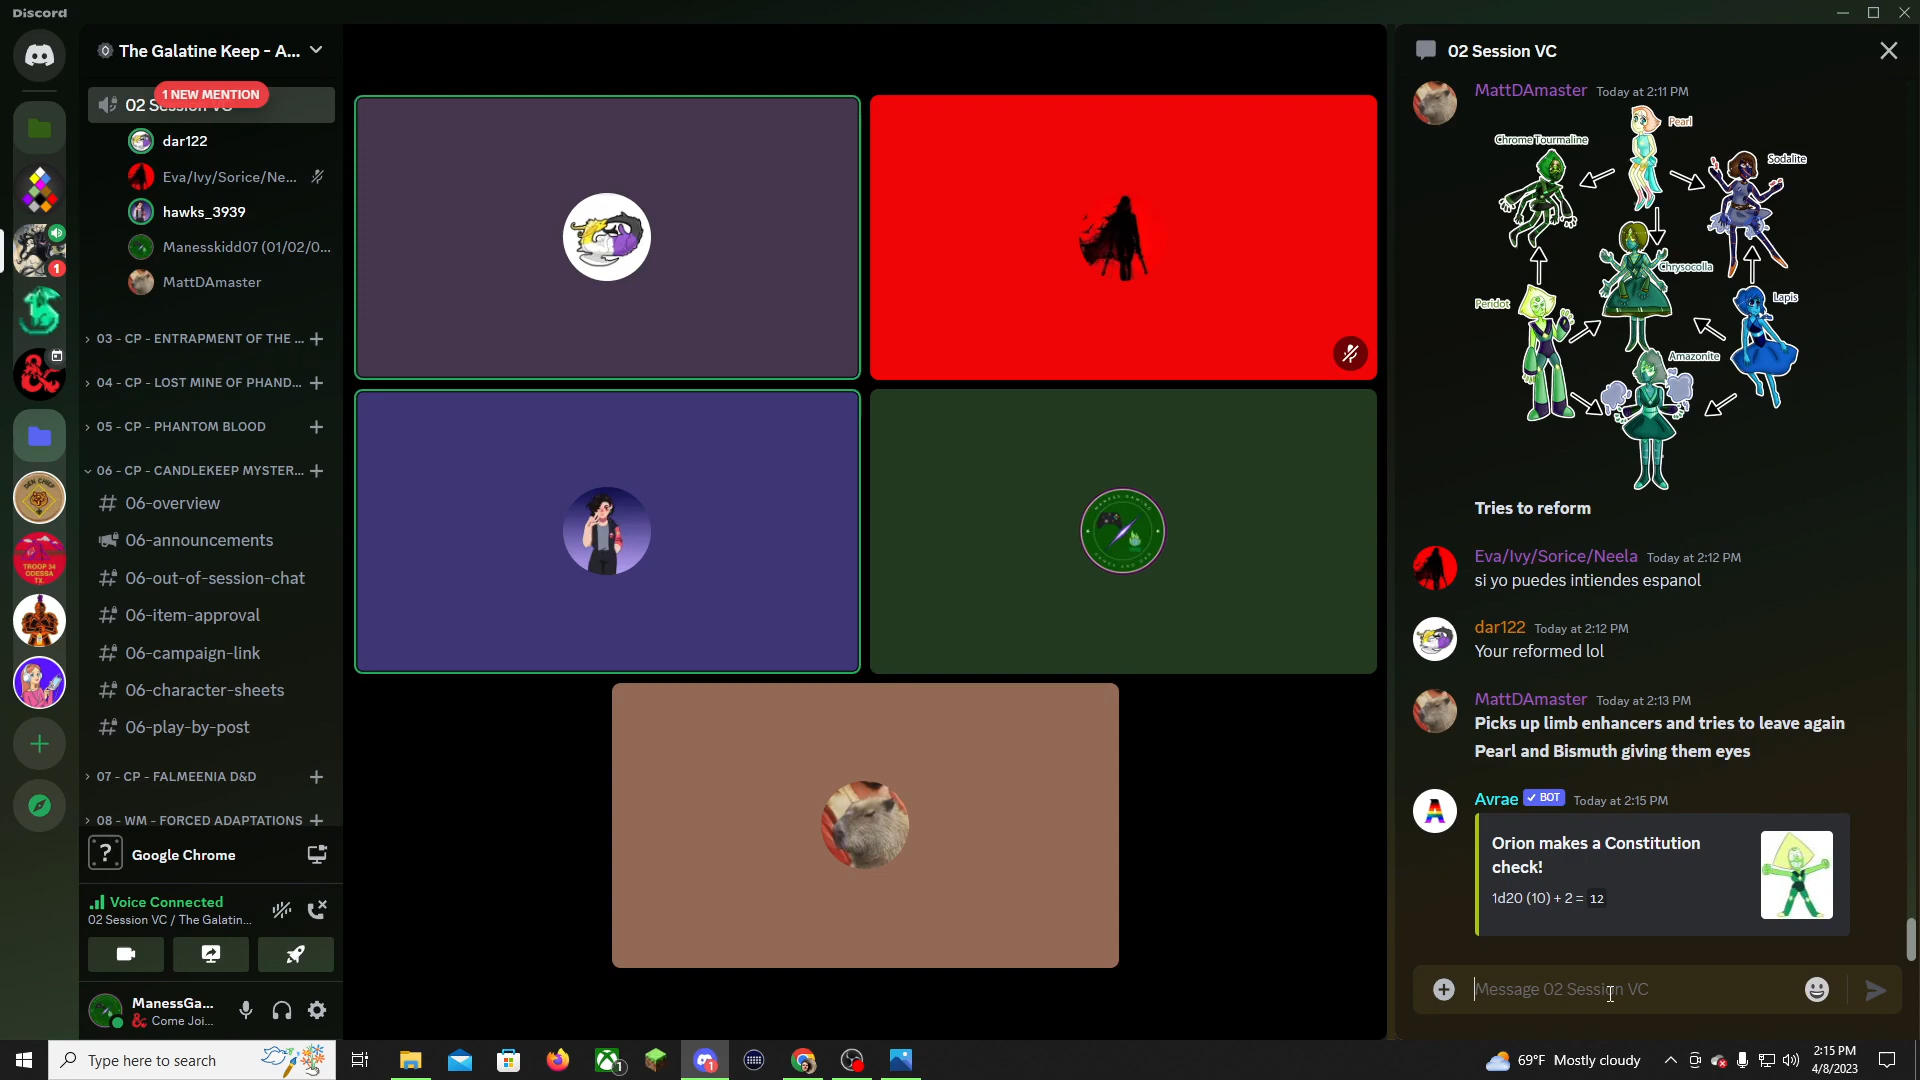 Discord
The Galatine Keep - A...
1 NEW MENTION
dar122
Eva/Ivy/Sorice/Ne...
hawks_3939
Manesskidd07 (01/02/0...
MattDAmaster
03 - CP - ENTRAPMENT OF THE ...
04 - CP - LOST MINE OF PHAND...
05 - CP - PHANTOM BLOOD
06 - CP - CANDLEKEEP MYSTER...
06-overview
06-announcements
06-out-of-session-chat
06-item-approval
06-campaign-link
06-character-sheets
06-play-by-post
07 - CP - FALMEENIA D&D
08 - WM - FORCED ADAPTATIONS
Google Chrome
Voice Connected
02 Session VC / The Galatin...
ManessGa...
Come Joi...
DEN CHIEF
TROOP 34
ODESSA
TX.
1
02 Session VC
MattDAmaster Today at 2:11 PM
Pearl
Chrome Tourmaline
Sodalite
Chrysocolla
Peridot
Lapis
Amazonite
Tries to reform
Eva/Ivy/Sorice/Neela Today at 2:12 PM
si yo puedes intiendes espanol
dar122 Today at 2:12 PM
Your reformed lol
MattDAmaster Today at 2:13 PM
Picks up limb enhancers and tries to leave again
Pearl and Bismuth giving them eyes
Avrae BOT Today at 2:15 PM
Orion makes a Constitution
check!
1d20 (10) + 2 = 12
Message 02 Session VC
Type here to search
1
1
69°F Mostly cloudy
2:15 PM
4/8/2023